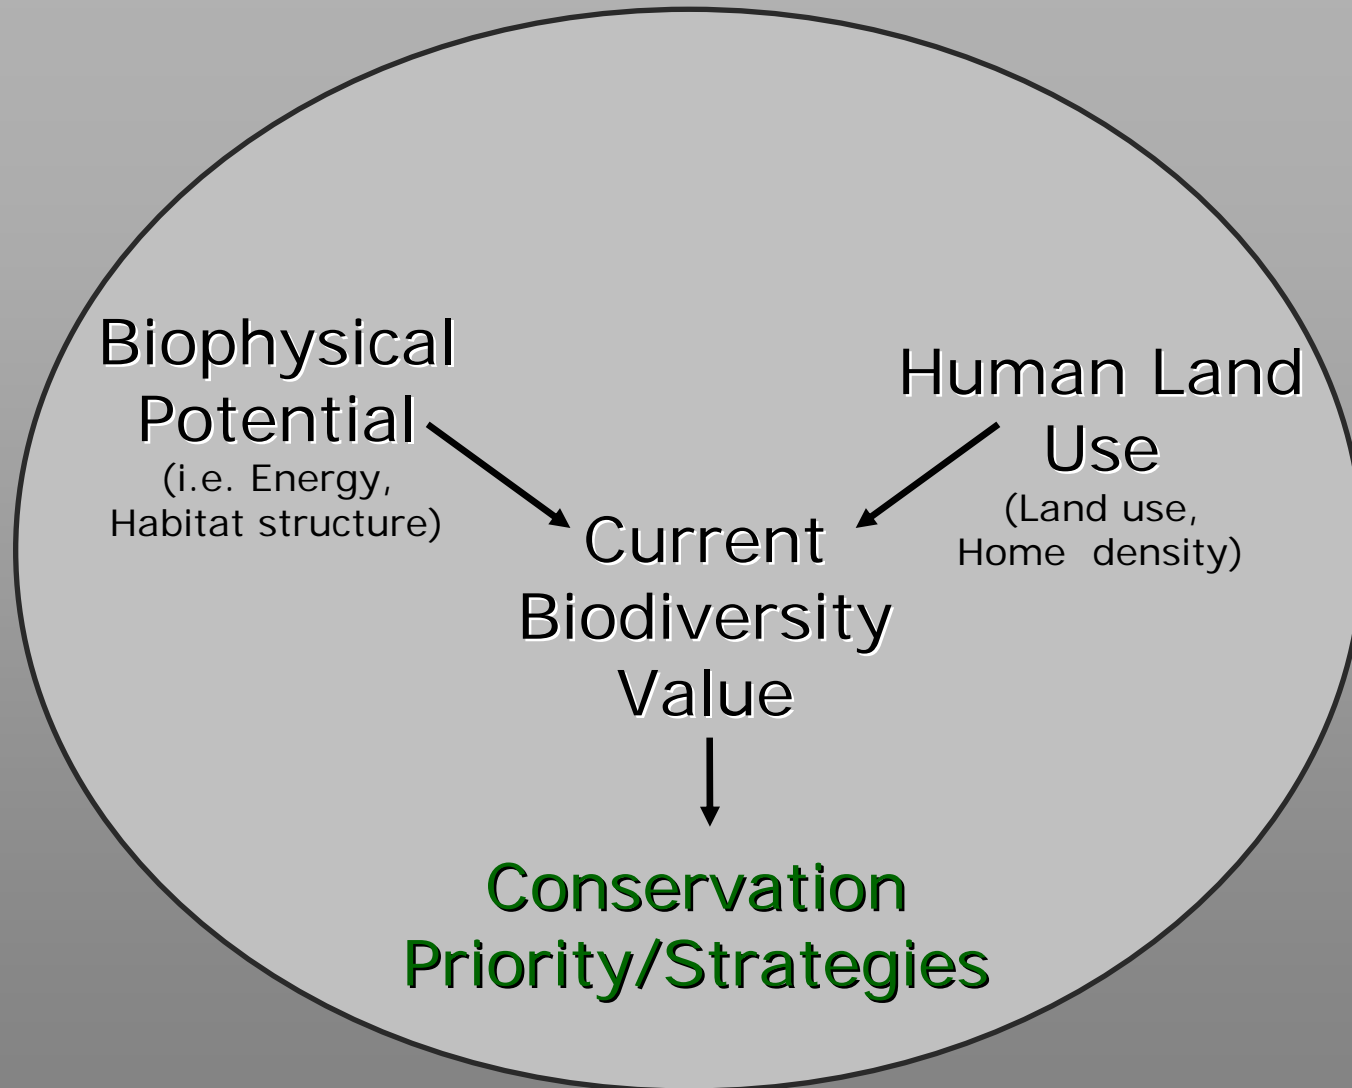 Biophysical
Potential
(i.e. Energy,
Habitat structure)
Human Land
Use
(Land use,
Home  density)
Current
Biodiversity
Value
Conservation
Priority/Strategies